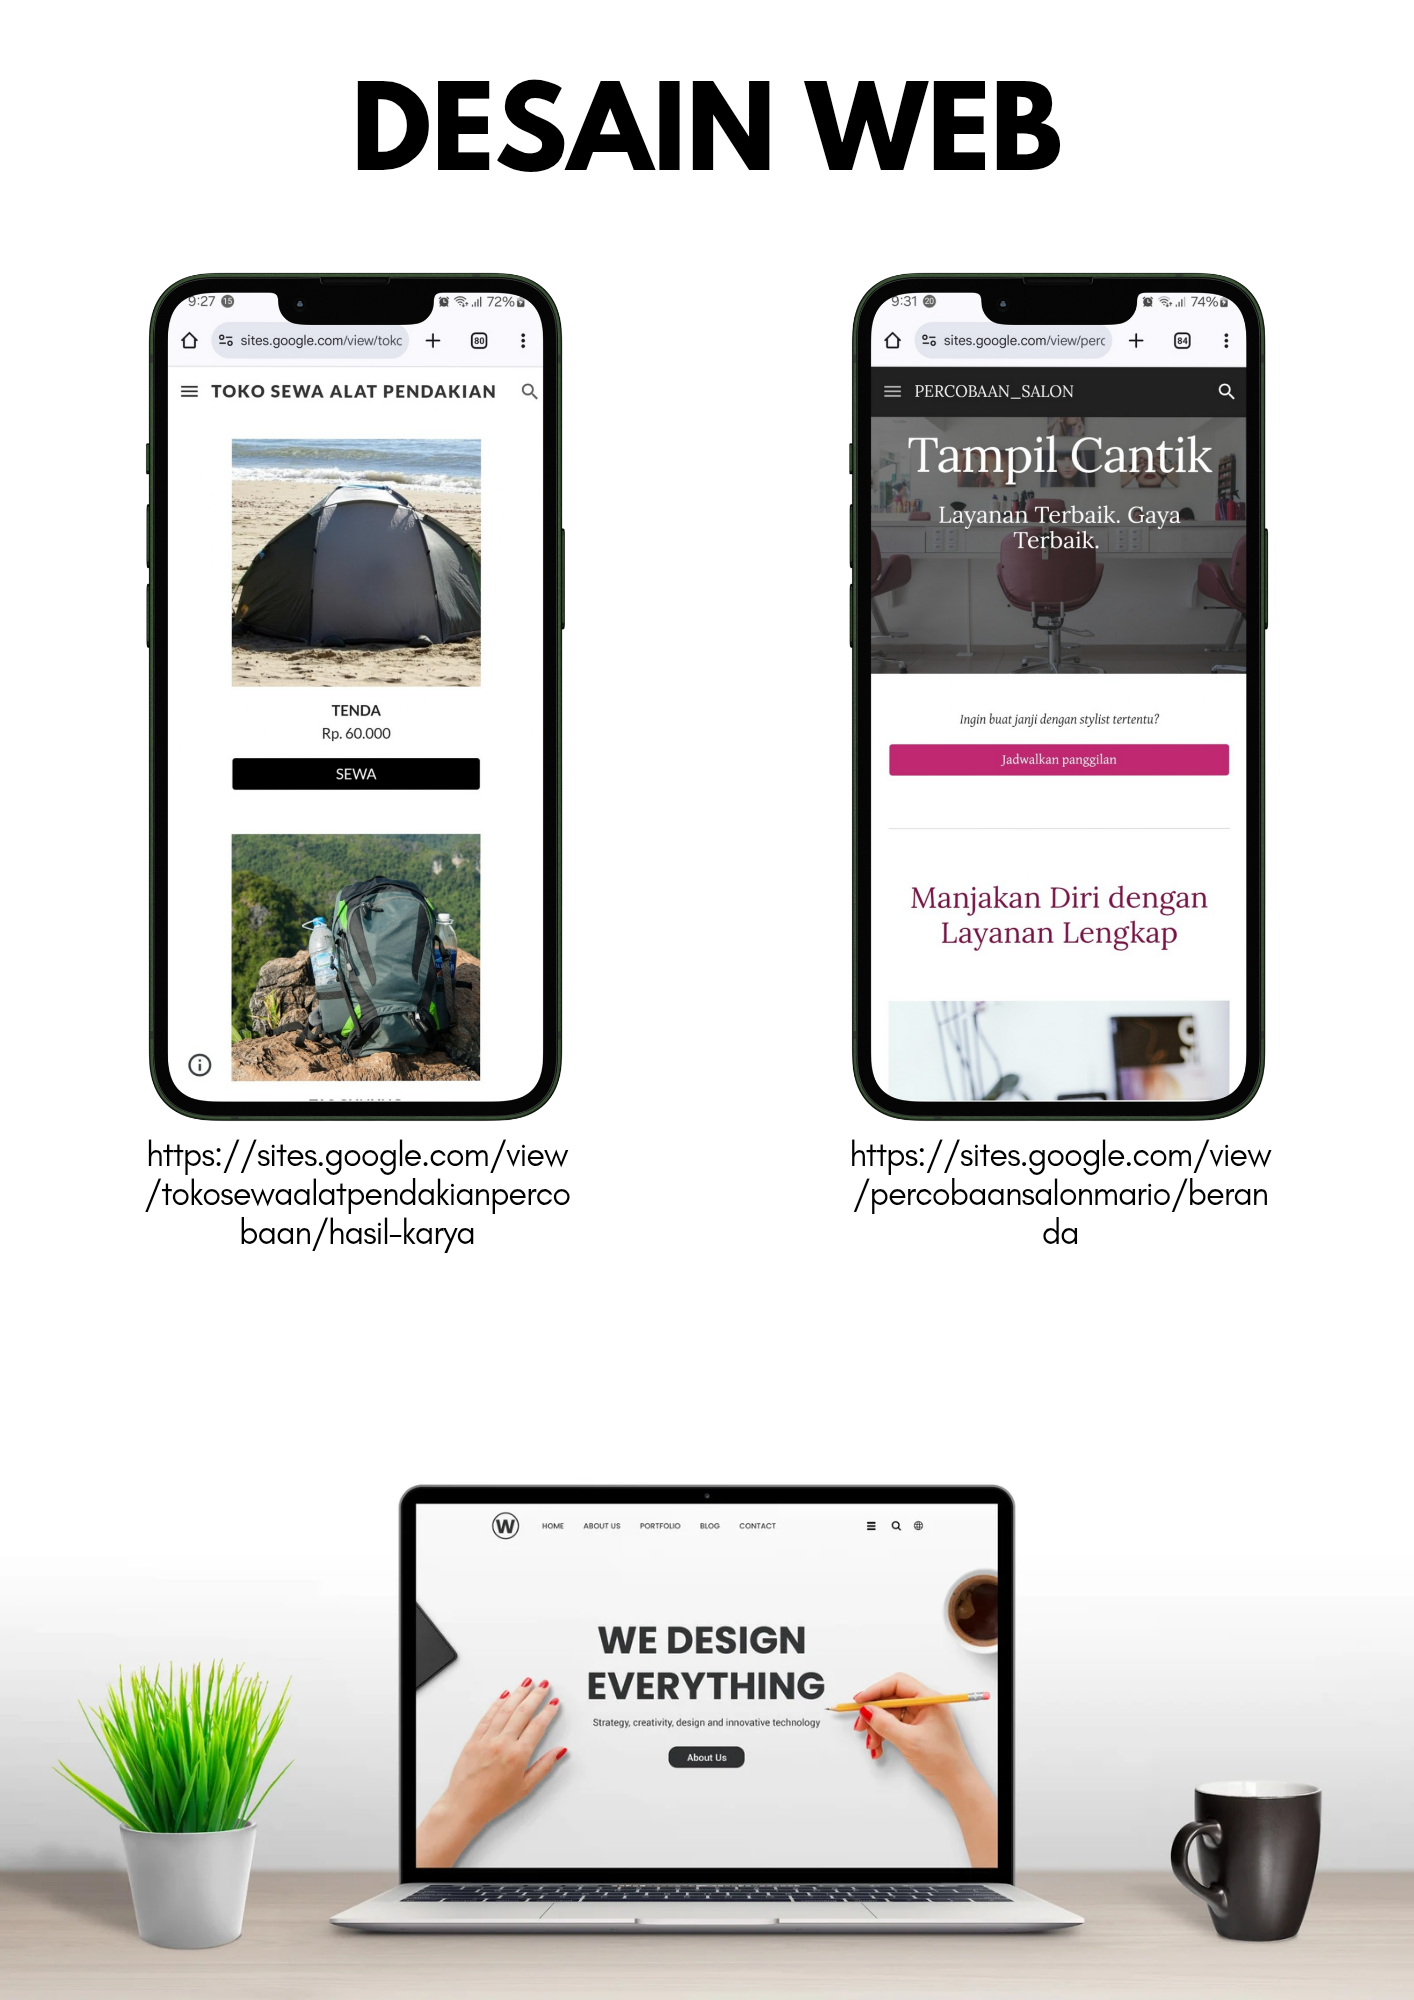 DESAIN WEB
9:27 15 72%
sites.google.com/view/tokc
80
TOKO SEWA ALAT PENDAKIAN
TENDA
Rp. 60.000
SEWA
https://sites.google.com/view
/tokosewaalatpendakianperco
baan/hasil-karya
9:31 20 74%
sites.google.com/view/perc
84
PERCOBAAN_SALON
Tampil Cantik
Layanan Terbaik. Gaya
Terbaik.
Ingin buat janji dengan stylist tertentu?
Jadwalkan panggilan
Manjakan Diri dengan
Layanan Lengkap
https://sites.google.com/view
/percobaansalonmario/beran
da
W HOME ABOUT US PORTFOLIO BLOG CONTACT
WE DESIGN
EVERYTHING
Strategy, creativity, design and innovative technology
About Us